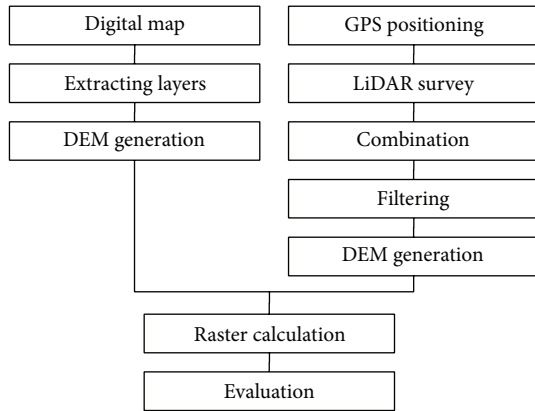 Digital map
Extracting layers
DEM generation
GPS positioning
LiDAR survey
Combination
Filtering
DEM generation
Raster calculation
Evaluation